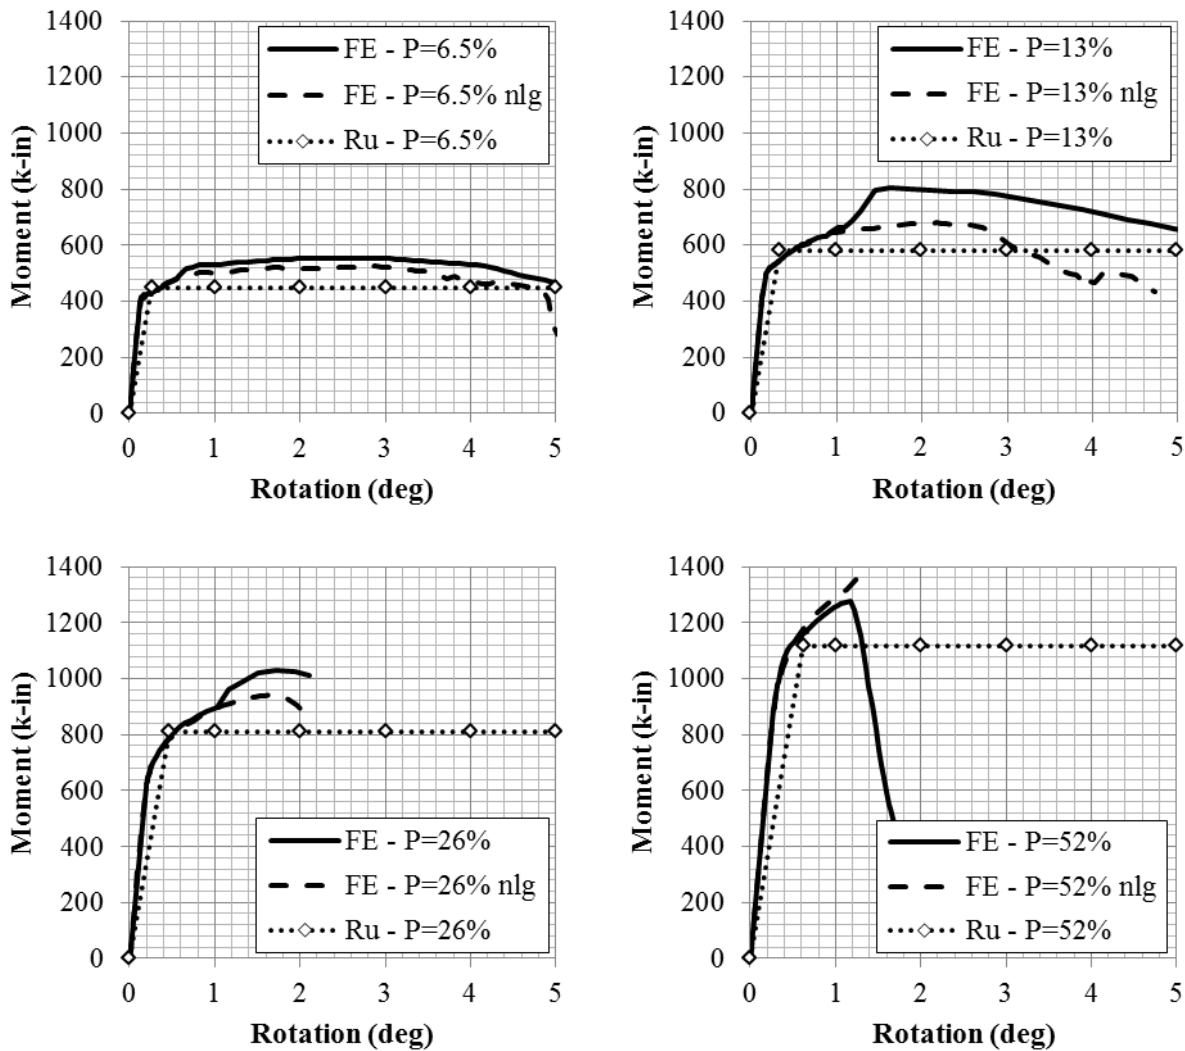 1400
1200
1000
800
600
400
200
0
Moment (k-in)
FE - P=6.5%
FE - P=6.5% nlg
Ru - P=6.5%
0 1 2 3 4 5
Rotation (deg)
1400
1200
1000
800
600
400
200
0
Moment (k-in)
FE - P=13%
FE - P=13% nlg
Ru - P=13%
0 1 2 3 4 5
Rotation (deg)
1400
1200
1000
800
600
400
200
0
Moment (k-in)
FE - P=26%
FE - P=26% nlg
Ru - P=26%
0 1 2 3 4 5
Rotation (deg)
1400
1200
1000
800
600
400
200
0
Moment (k-in)
FE - P=52%
FE - P=52% nlg
Ru - P=52%
0 1 2 3 4 5
Rotation (deg)